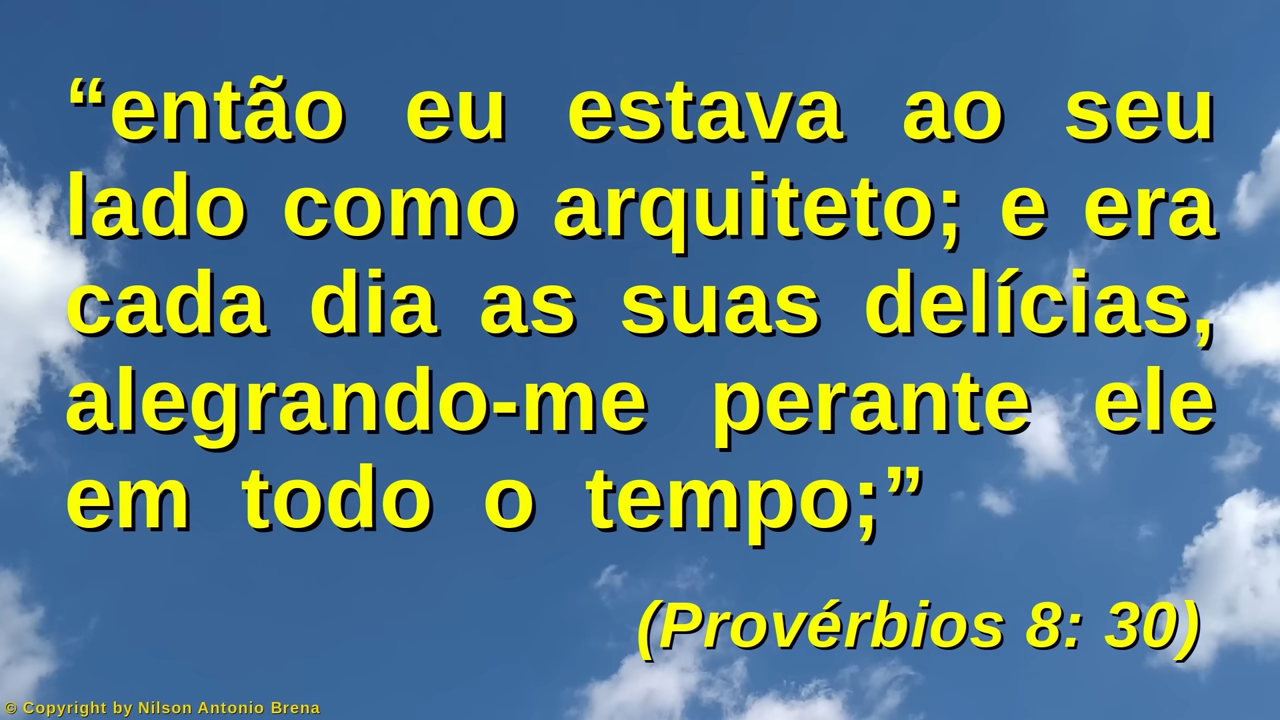 “então eu estava ao seu
lado como arquiteto; e era
cada dia as suas delícias,
alegrando-me perante ele
em todo o tempo;”
(Provérbios 8: 30)
© Copyright by Nilson Antonio Brena